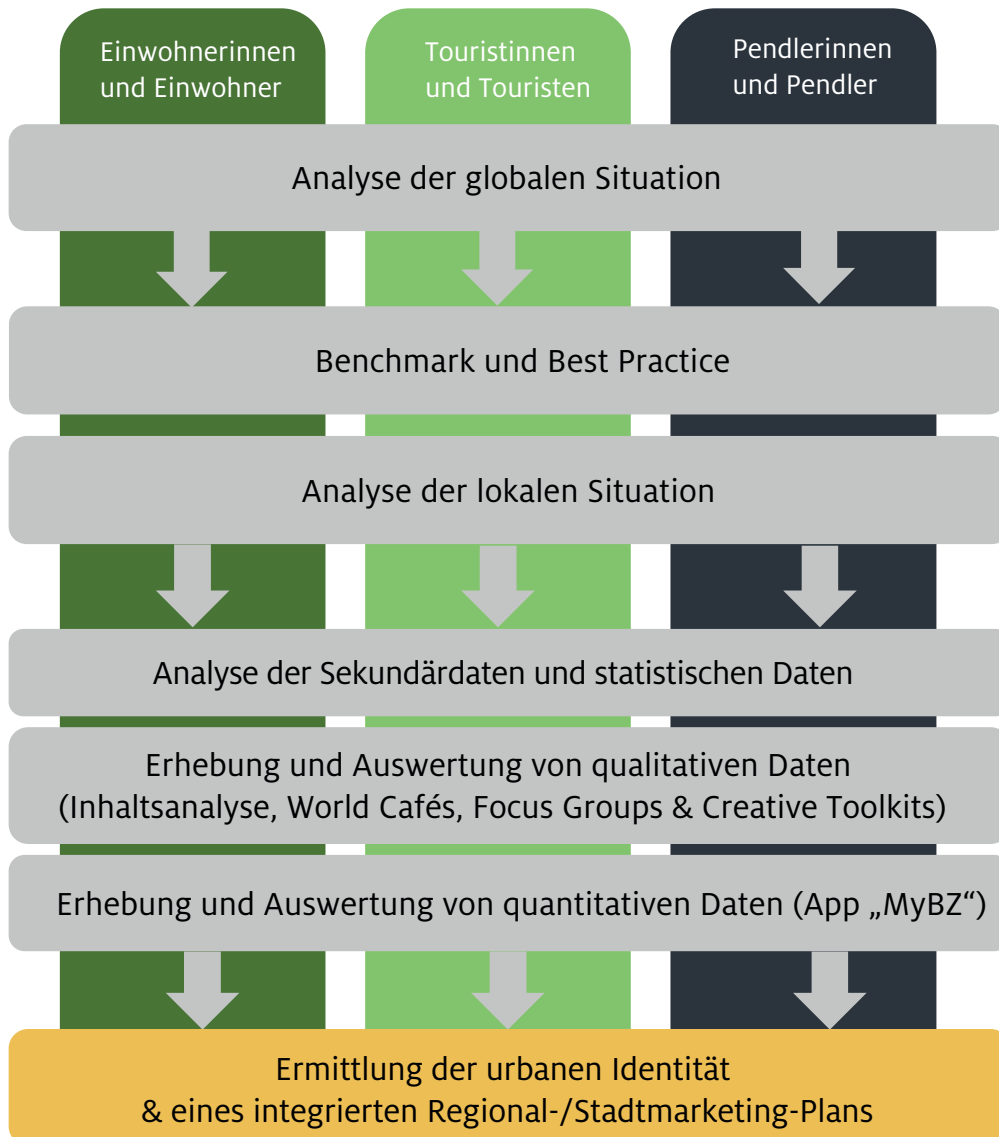 Einwohnerinnen
und Einwohner
Touristinnen
und Touristen
Pendlerinnen
und Pendler
Analyse der globalen Situation
Benchmark und Best Practice
Analyse der lokalen Situation
Analyse der Sekundärdaten und statistischen Daten
Erhebung und Auswertung von qualitativen Daten
(Inhaltsanalyse, World Cafés, Focus Groups & Creative Toolkits)
Erhebung und Auswertung von quantitativen Daten (App „MyBZ“)
Ermittlung der urbanen Identität
& eines integrierten Regional-/Stadtmarketing-Plans